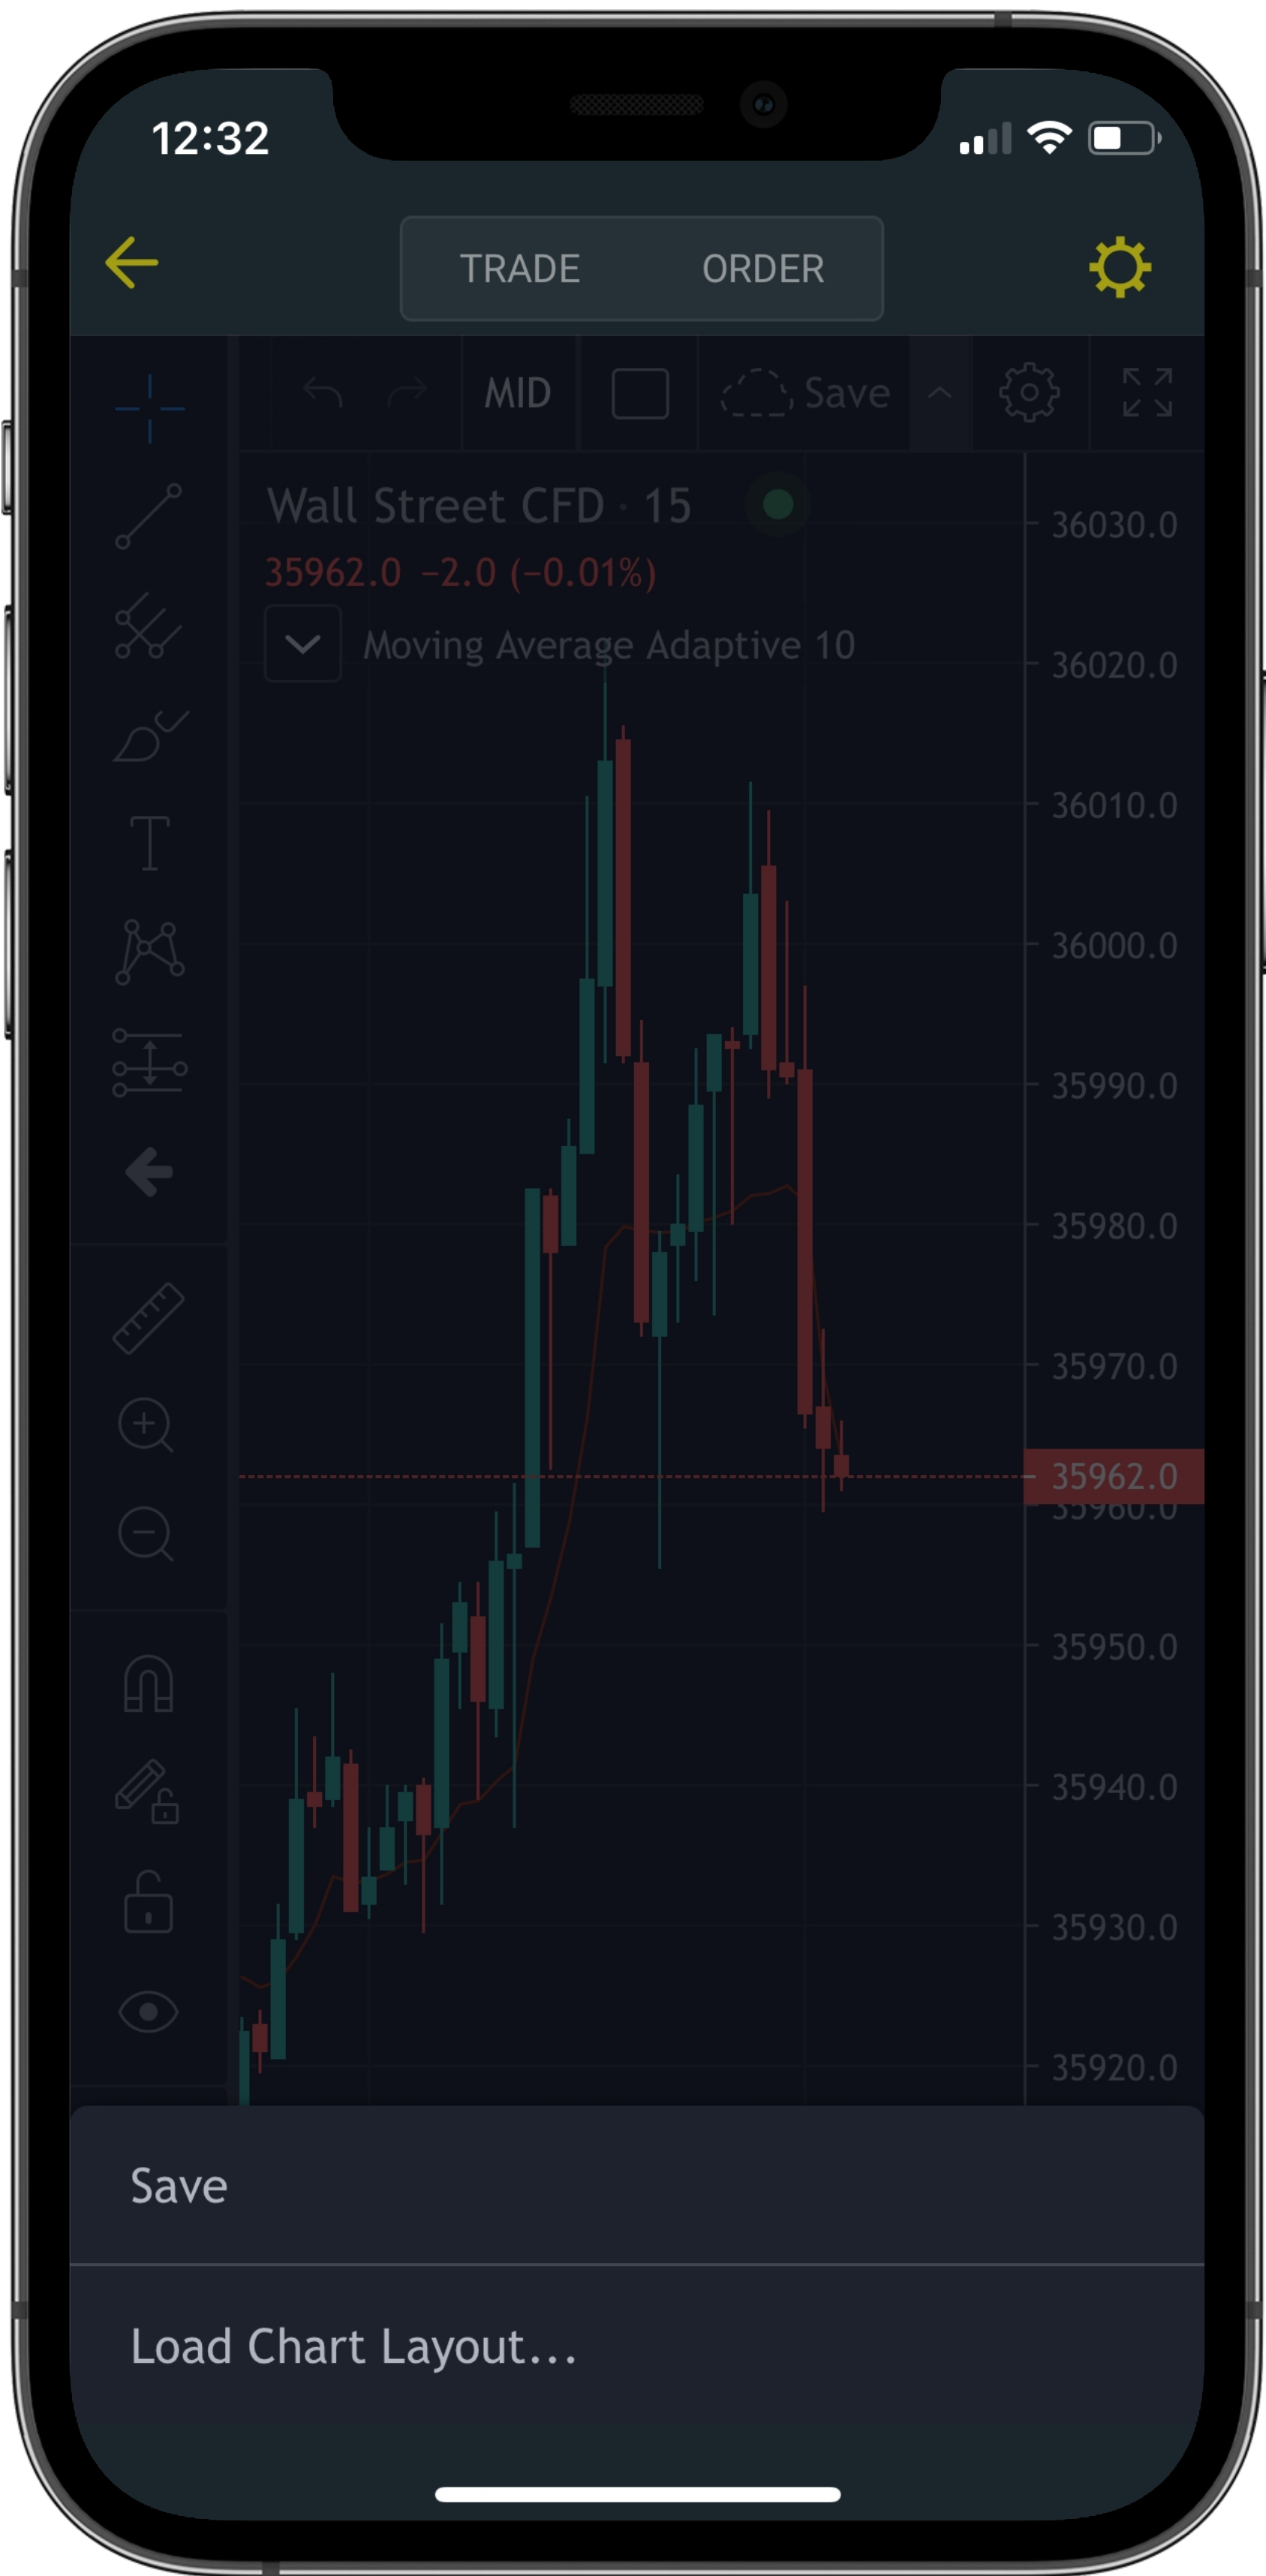 12:32
TRADE ORDER
MID Save
Wall Street CFD · 15
35962.0 −2.0 (−0.01%)
Moving Average Adaptive 10
36030.0
36020.0
36010.0
36000.0
35990.0
35980.0
35970.0
35962.0
35960.0
35950.0
35940.0
35930.0
35920.0
Save
Load Chart Layout...